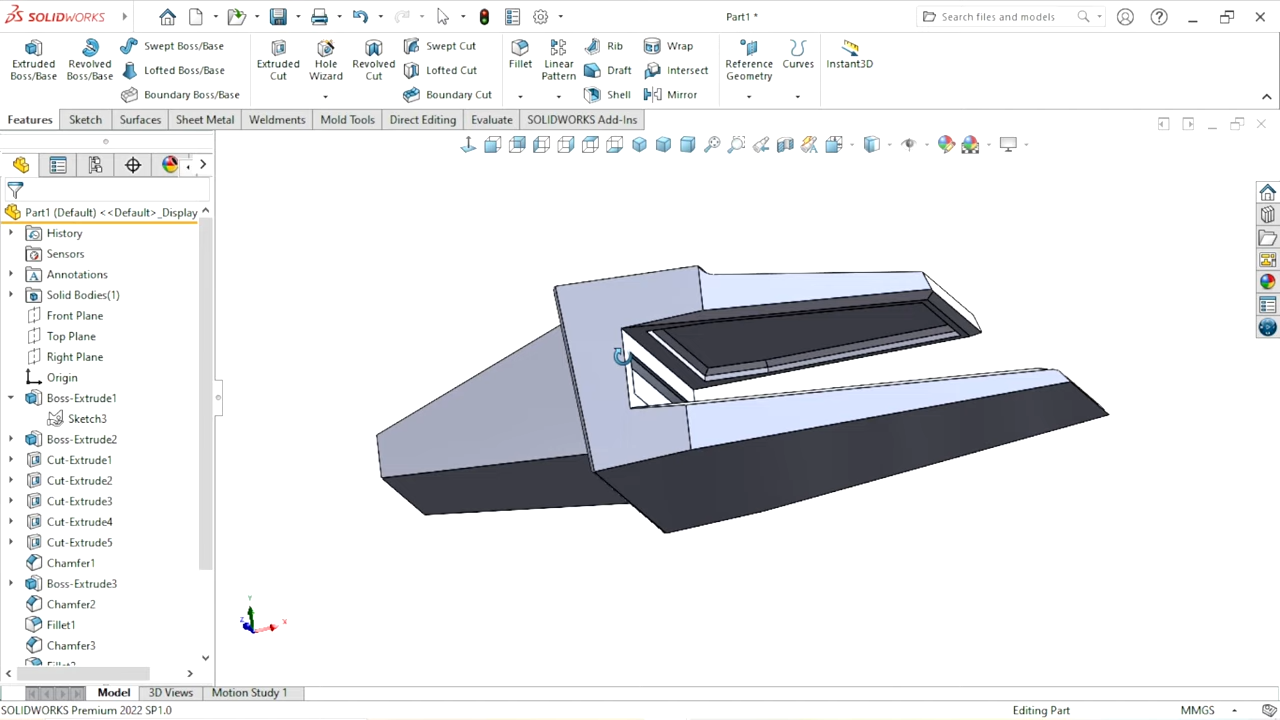 SOLIDWORKS
Part1 *
Search files and models
Extruded Boss/Base
Revolved Boss/Base
Swept Boss/Base
Lofted Boss/Base
Boundary Boss/Base
Extruded Cut
Hole Wizard
Revolved Cut
Swept Cut
Lofted Cut
Boundary Cut
Fillet
Linear Pattern
Rib
Draft
Shell
Wrap
Intersect
Mirror
Reference Geometry
Curves
Instant3D
Features
Sketch
Surfaces
Sheet Metal
Weldments
Mold Tools
Direct Editing
Evaluate
SOLIDWORKS Add-Ins
Part1 (Default) <<Default>_Display
History
Sensors
Annotations
Solid Bodies(1)
Front Plane
Top Plane
Right Plane
Origin
Boss-Extrude1
Sketch3
Boss-Extrude2
Cut-Extrude1
Cut-Extrude2
Cut-Extrude3
Cut-Extrude4
Cut-Extrude5
Chamfer1
Boss-Extrude3
Chamfer2
Fillet1
Chamfer3
Y
X
Z
Model
3D Views
Motion Study 1
SOLIDWORKS Premium 2022 SP1.0
Editing Part
MMGS